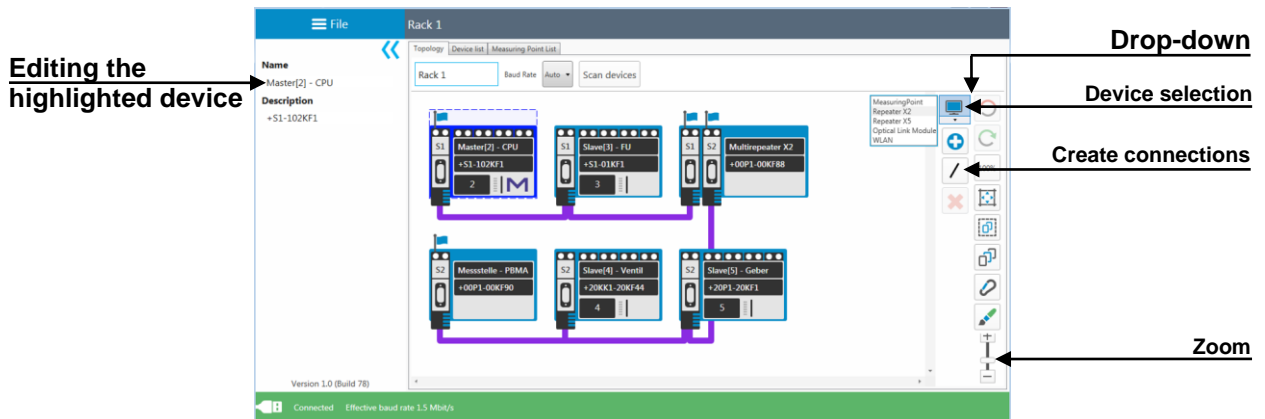 File
Rack 1
Editing the
highlighted device
Name
Master[2] - CPU
Description
+S1-102KF1
Version 1.0 (Build 78)
Topology
Device list
Measuring Point List
Rack 1
Baud Rate
Auto
Scan devices
S1
Master[2] - CPU
+S1-102KF1
2
M
S1
Slave[3] - FU
+S1-01KF1
3
S1
S2
Multirepeater X2
+00P1-00KF88
S2
Messstelle - PBMA
+00P1-00KF90
S2
Slave[4] - Ventil
+20KK1-20KF44
4
S2
Slave[5] - Geber
+20P1-20KF1
5
MeasuringPoint
Repeater X2
Repeater X5
Optical Link Module
WLAN
100%
Drop-down
Device selection
Create connections
Zoom
Connected
Effective baud rate 1.5 Mbit/s